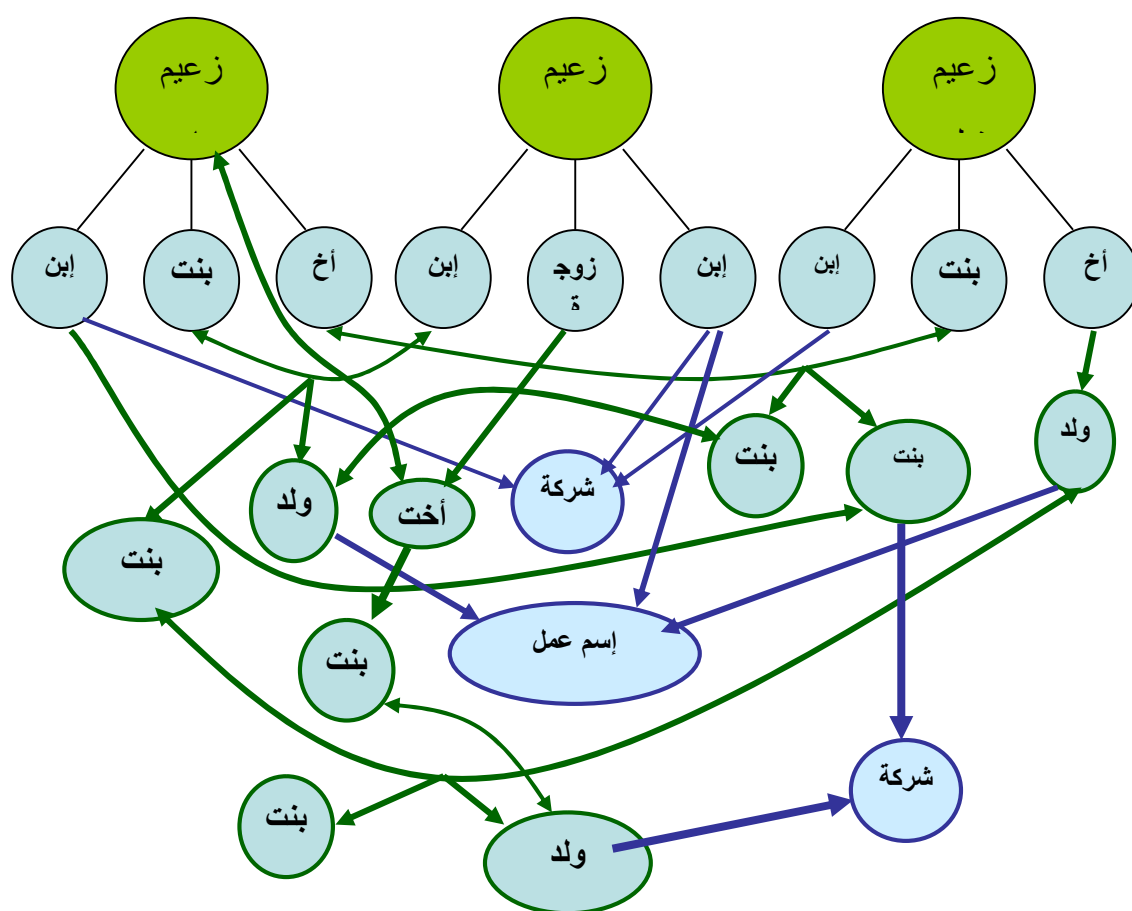 زعيم
زعيم
زعيم
أخ
بنت
إبن
إبن
زوج
ة
إبن
أخ
بنت
إبن
ولد
بنت
بنت
شركة
أخت
ولد
بنت
إسم عمل
بنت
شركة
ولد
بنت